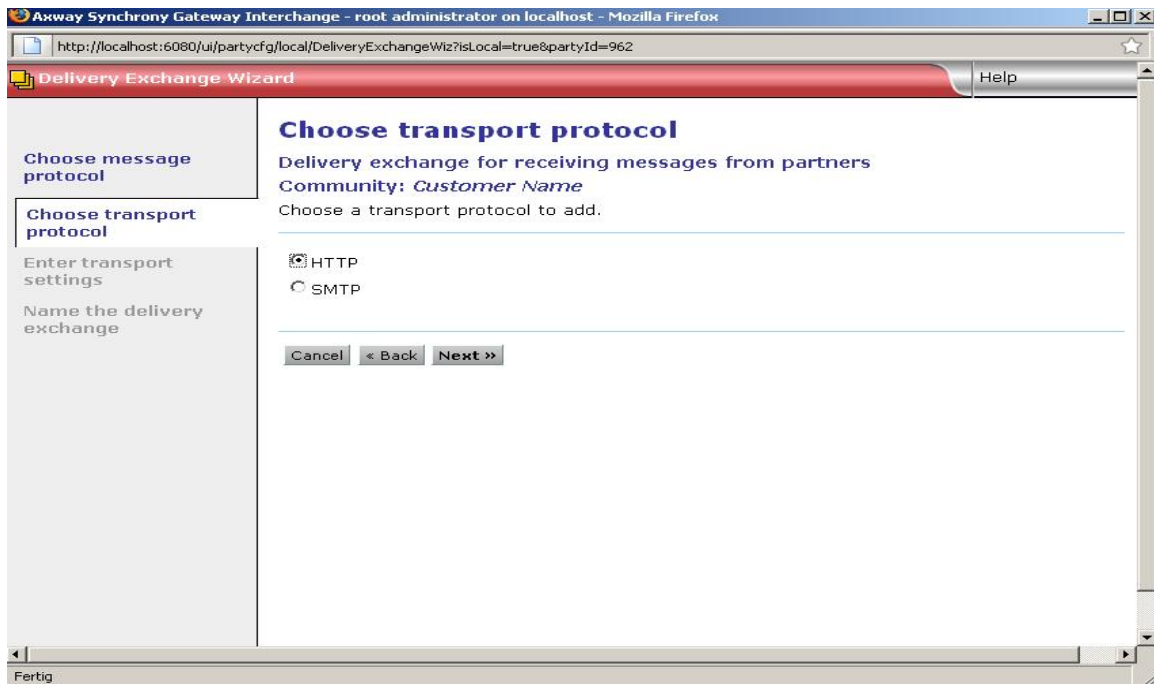 Axway Synchrony Gateway Interchange - root administrator on localhost - Mozilla Firefox
http://localhost:6080/ui/partycfg/local/DeliveryExchangeWiz?isLocal=true&partyId=962
Delivery Exchange Wizard
Help
Choose message
protocol
Choose transport
protocol
Enter transport
settings
Name the delivery
exchange
Choose transport protocol
Delivery exchange for receiving messages from partners
Community: Customer Name
Choose a transport protocol to add.
HTTP
SMTP
Cancel « Back Next »
Fertig